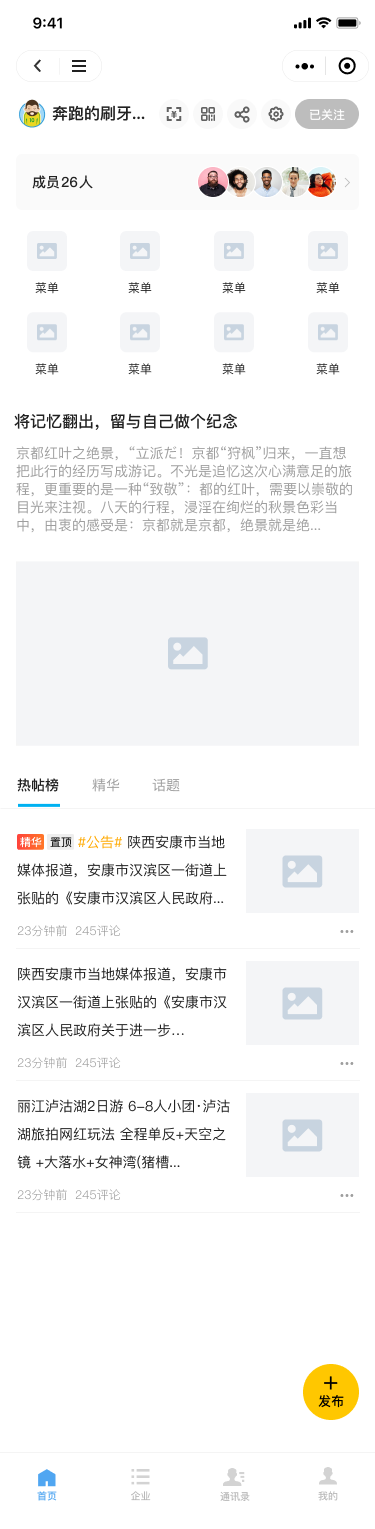 9:41
奔跑的刷牙...
已关注
成员26人
菜单 菜单 菜单 菜单
菜单 菜单 菜单 菜单
将记忆翻出，留与自己做个纪念
京都红叶之绝景，“立派だ！京都“狩枫”归来，一直想
把此行的经历写成游记。不光是追忆这次心满意足的旅
程，更重要的是一种“致敬”：都的红叶，需要以崇敬的
目光来注视。八天的行程，浸淫在绚烂的秋景色彩当
中，由衷的感受是：京都就是京都，绝景就是绝...
热帖榜 精华 话题
精华 置顶 #公告# 陕西安康市当地
媒体报道，安康市汉滨区一街道上
张贴的《安康市汉滨区人民政府...
23分钟前 245评论
陕西安康市当地媒体报道，安康市
汉滨区一街道上张贴的《安康市汉
滨区人民政府关于进一步...
23分钟前 245评论
丽江泸沽湖2日游 6-8人小团·泸沽
湖旅拍网红玩法 全程单反+天空之
镜 +大落水+女神湾(猪槽...
23分钟前 245评论
发布
首页 企业 通讯录 我的